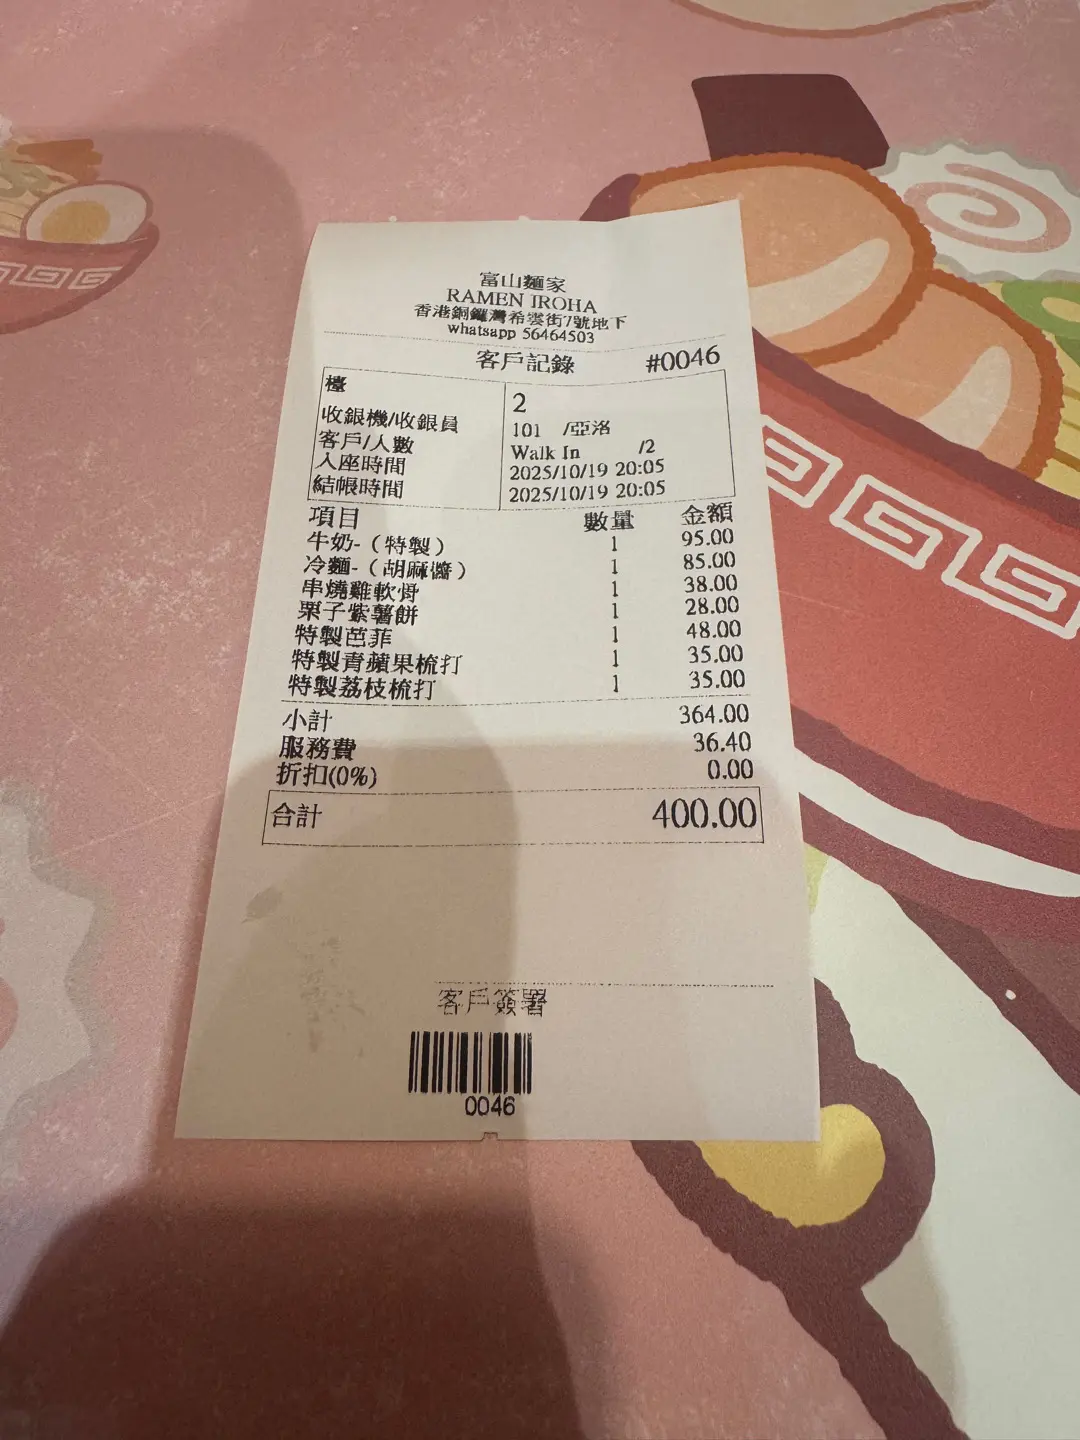 富山麵家
RAMEN IROHA
香港銅鑼灣希雲街7號地下
whatsapp 56464503
客戶記錄 #0046
檯 2
收銀機/收銀員 101 /亞洛
客戶/人數 Walk In /2
入座時間 2025/10/19 20:05
結帳時間 2025/10/19 20:05
項目 數量 金額
牛奶-（特製） 1 95.00
冷麵-（胡麻醬） 1 85.00
串燒雞軟骨 1 38.00
栗子紫薯餅 1 28.00
特製芭菲 1 48.00
特製青蘋果梳打 1 35.00
特製荔枝梳打 1 35.00
小計 364.00
服務費 36.40
折扣(0%) 0.00
合計 400.00
客戶簽署
0046